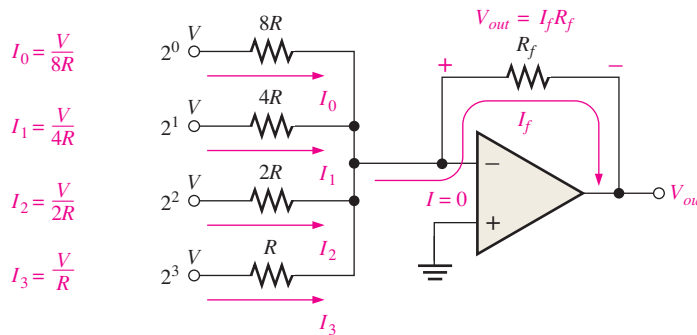 V_out = I_f R_f
I_0 = V/8R
2^0
V
8R
I_0
R_f
+
−
I_1 = V/4R
2^1
V
4R
I_1
I_f
I_2 = V/2R
2^2
V
2R
I_2
I = 0
−
+
V_ou
I_3 = V/R
2^3
V
R
I_3